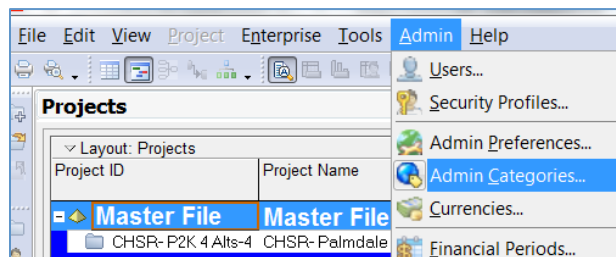 File Edit View Project Enterprise Tools Admin Help
Users...
Projects
Security Profiles...
Layout: Projects
Admin Preferences...
Project ID Project Name
Admin Categories...
Master File Master File
Currencies...
CHSR- P2K 4 Alts-4 CHSR- Palmdale
Financial Periods...